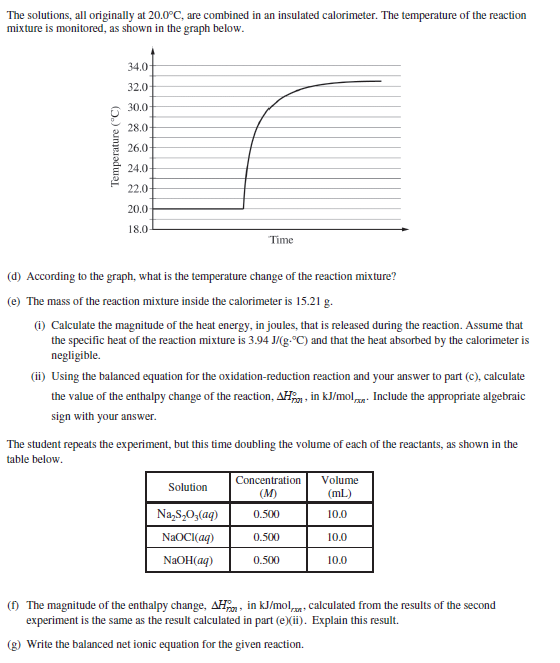 The solutions, all originally at 20.0°C, are combined in an insulated calorimeter. The temperature of the reaction
mixture is monitored, as shown in the graph below.
34.0
32.0
30.0
28.0
26.0
24.0
22.0
20.0
18.0
Temperature (°C)
Time
(d) According to the graph, what is the temperature change of the reaction mixture?
(e) The mass of the reaction mixture inside the calorimeter is 15.21 g.
(i) Calculate the magnitude of the heat energy, in joules, that is released during the reaction. Assume that
the specific heat of the reaction mixture is 3.94 J/(g·°C) and that the heat absorbed by the calorimeter is
negligible.
(ii) Using the balanced equation for the oxidation-reduction reaction and your answer to part (c), calculate
the value of the enthalpy change of the reaction, ΔH°rxn, in kJ/molrxn. Include the appropriate algebraic
sign with your answer.
The student repeats the experiment, but this time doubling the volume of each of the reactants, as shown in the
table below.
Solution Concentration (M) Volume (mL)
Na₂S₂O₃(aq) 0.500 10.0
NaOCl(aq) 0.500 10.0
NaOH(aq) 0.500 10.0
(f) The magnitude of the enthalpy change, ΔH°rxn, in kJ/molrxn, calculated from the results of the second
experiment is the same as the result calculated in part (e)(ii). Explain this result.
(g) Write the balanced net ionic equation for the given reaction.